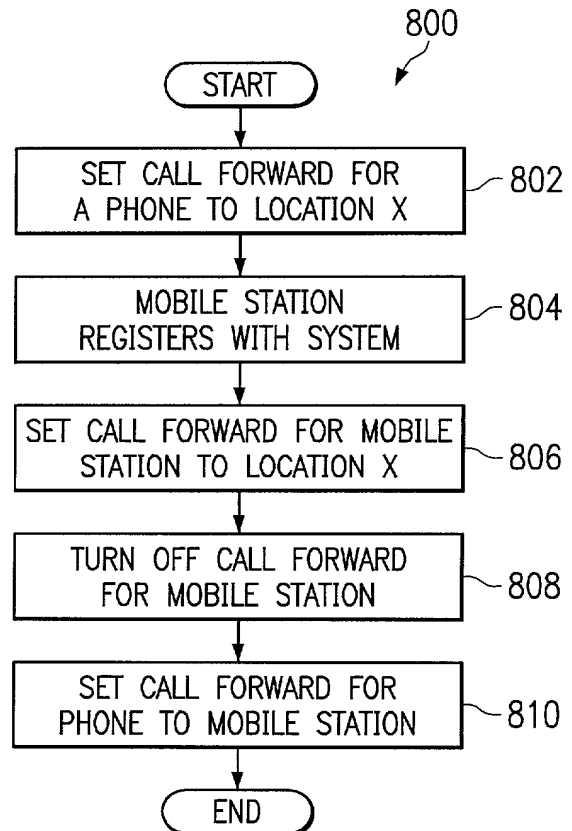 800
START
SET CALL FORWARD FOR
A PHONE TO LOCATION X
802
MOBILE STATION
REGISTERS WITH SYSTEM
804
SET CALL FORWARD FOR MOBILE
STATION TO LOCATION X
806
TURN OFF CALL FORWARD
FOR MOBILE STATION
808
SET CALL FORWARD FOR
PHONE TO MOBILE STATION
810
END